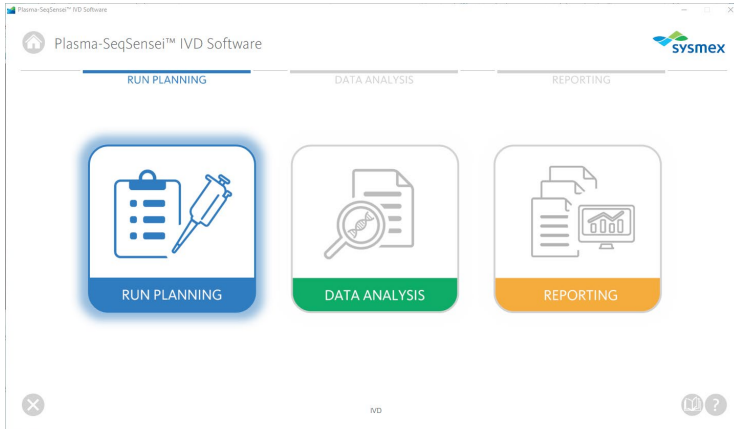 Plasma-SeqSensei™ IVD Software
Plasma-SeqSensei™ IVD Software
sysmex
RUN PLANNING
DATA ANALYSIS
REPORTING
RUN PLANNING
DATA ANALYSIS
REPORTING
IVD
?